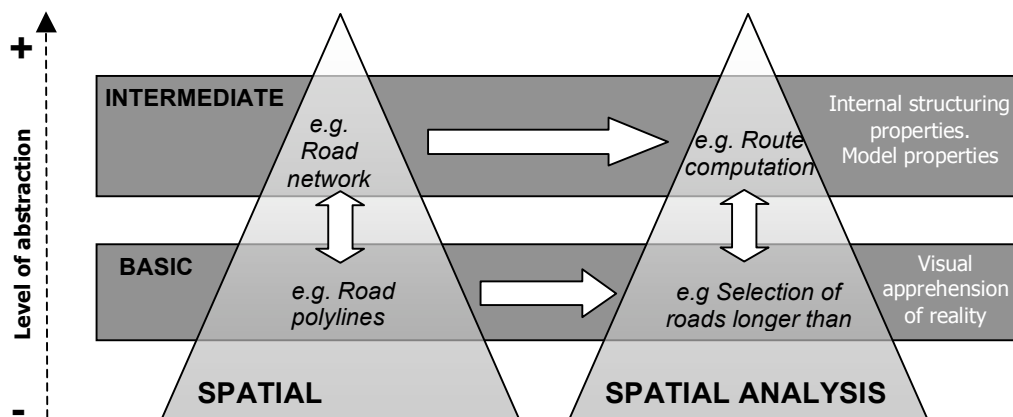 +
Level of abstraction
-
INTERMEDIATE
e.g.
Road
network
e.g. Route
computation
Internal structuring
properties.
Model properties
BASIC
e.g. Road
polylines
e.g Selection of
roads longer than
Visual
apprehension
of reality
SPATIAL
SPATIAL ANALYSIS